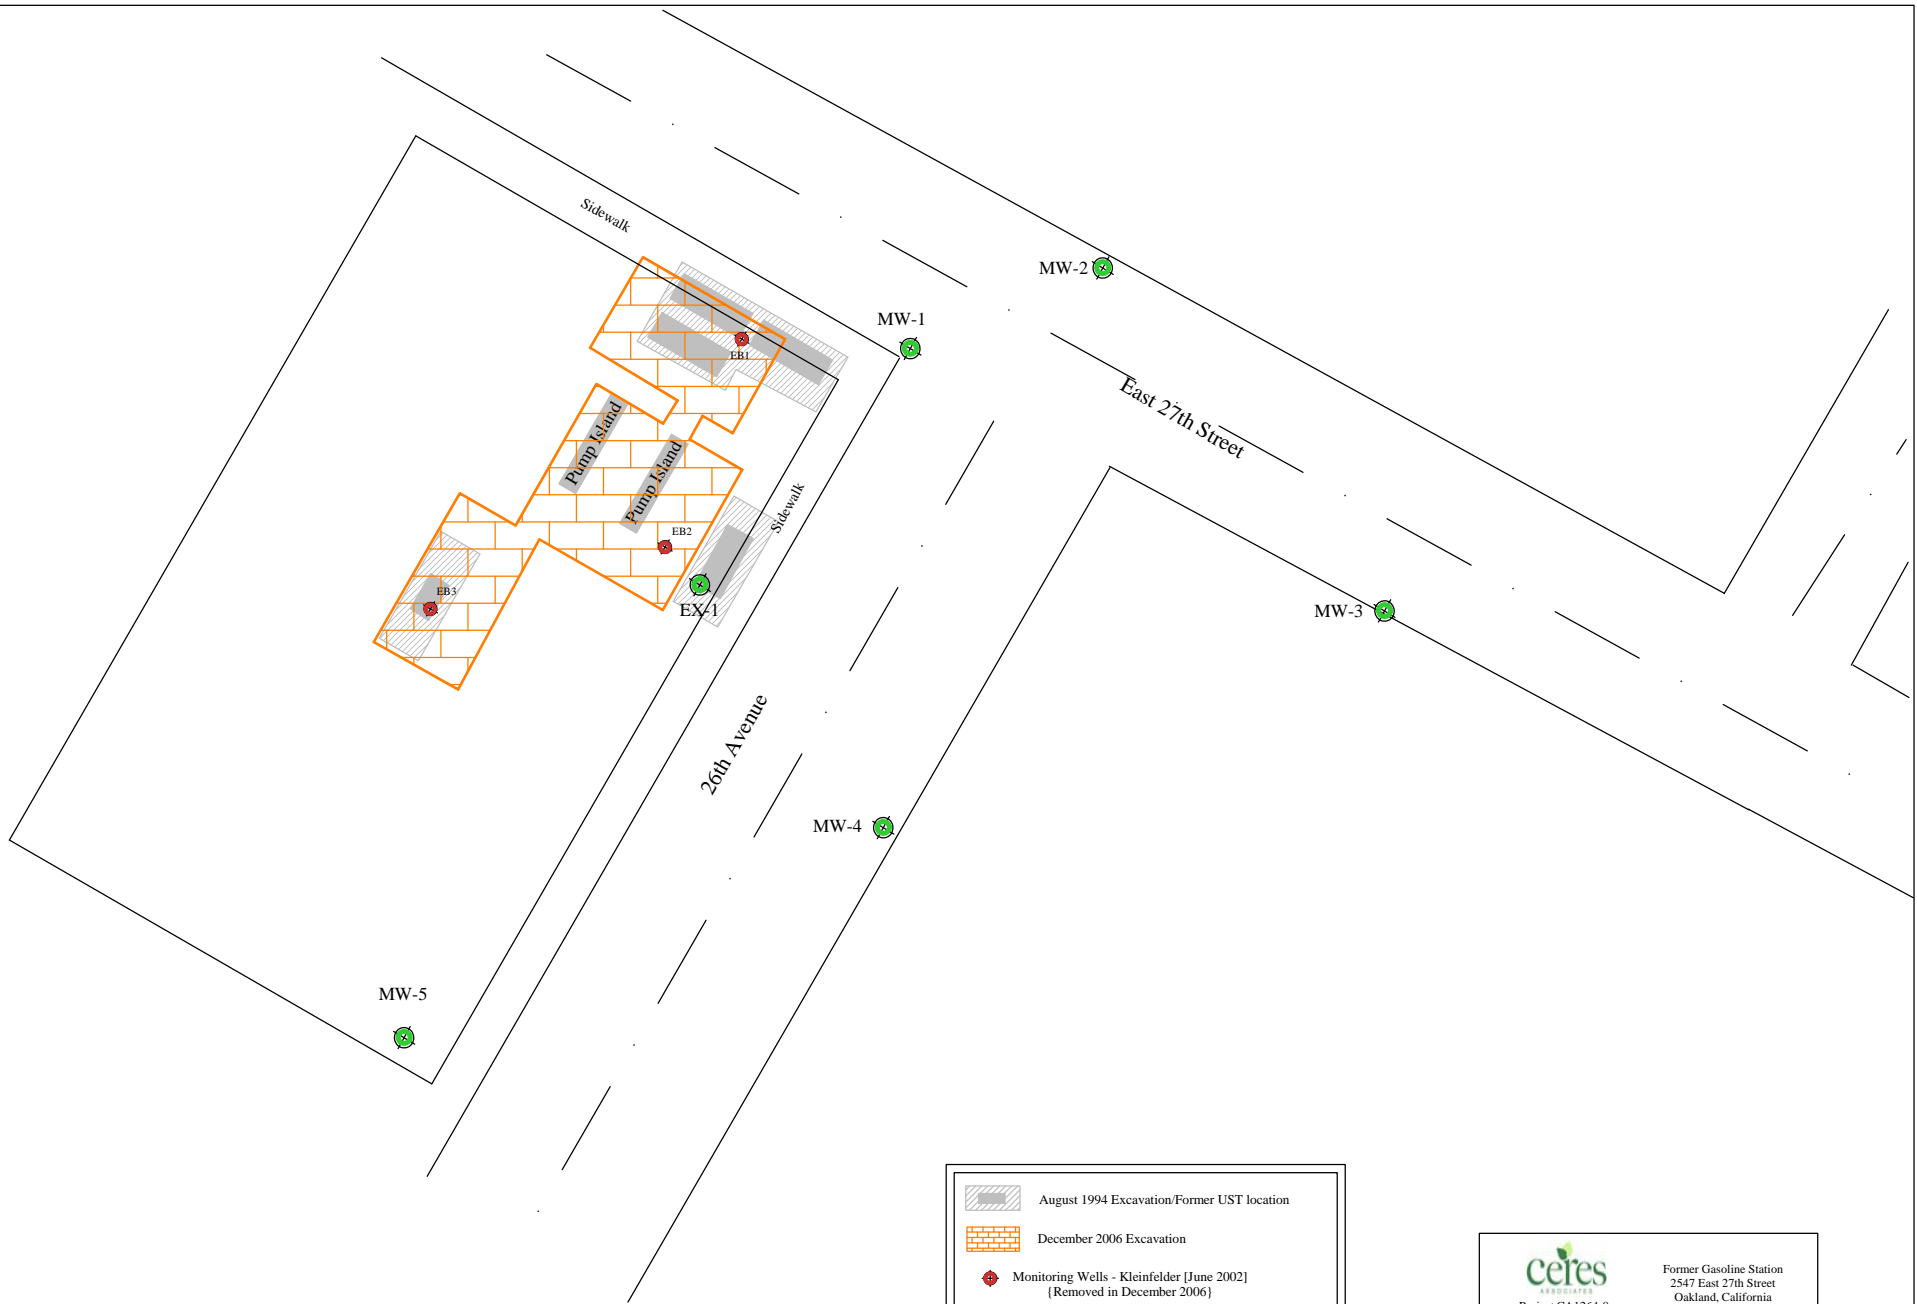 Sidewalk
MW-2
MW-1
EB1
East 27th Street
Pump Island
Pump Island
Sidewalk
EB2
EB3
EX-1
MW-3
26th Avenue
MW-4
MW-5
August 1994 Excavation/Former UST location
December 2006 Excavation
Monitoring Wells - Kleinfelder [June 2002]
{Removed in December 2006}
ceres
ASSOCIATES
Former Gasoline Station
2547 East 27th Street
Oakland, California